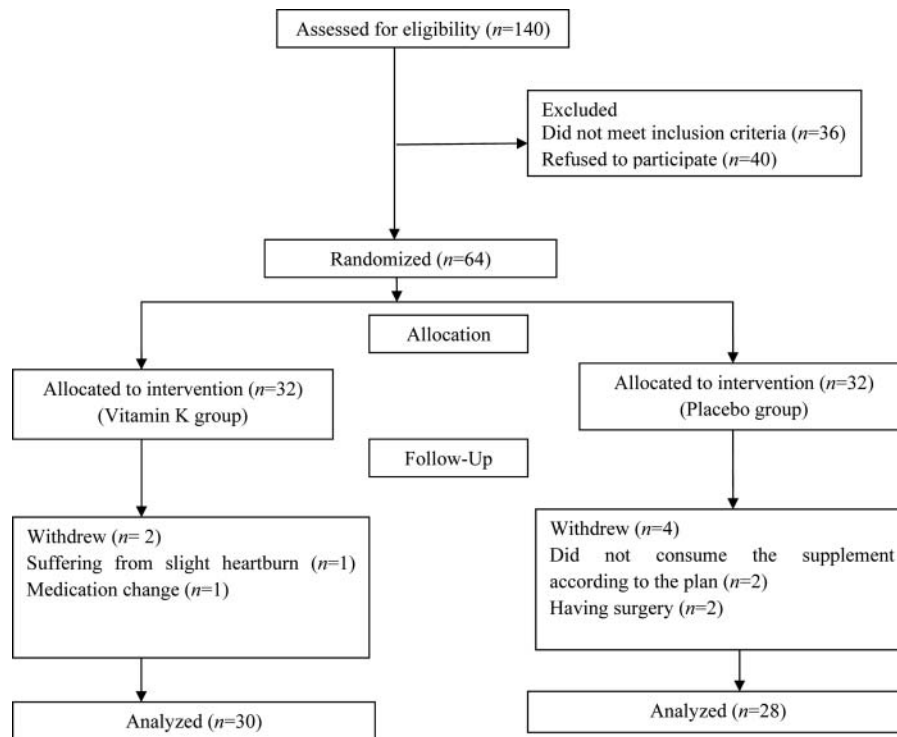 Assessed for eligibility (n=140)
Excluded
Did not meet inclusion criteria (n=36)
Refused to participate (n=40)
Randomized (n=64)
Allocation
Allocated to intervention (n=32)
(Vitamin K group)
Allocated to intervention (n=32)
(Placebo group)
Follow-Up
Withdrew (n= 2)
Suffering from slight heartburn (n=1)
Medication change (n=1)
Withdrew (n=4)
Did not consume the supplement
according to the plan (n=2)
Having surgery (n=2)
Analyzed (n=30)
Analyzed (n=28)